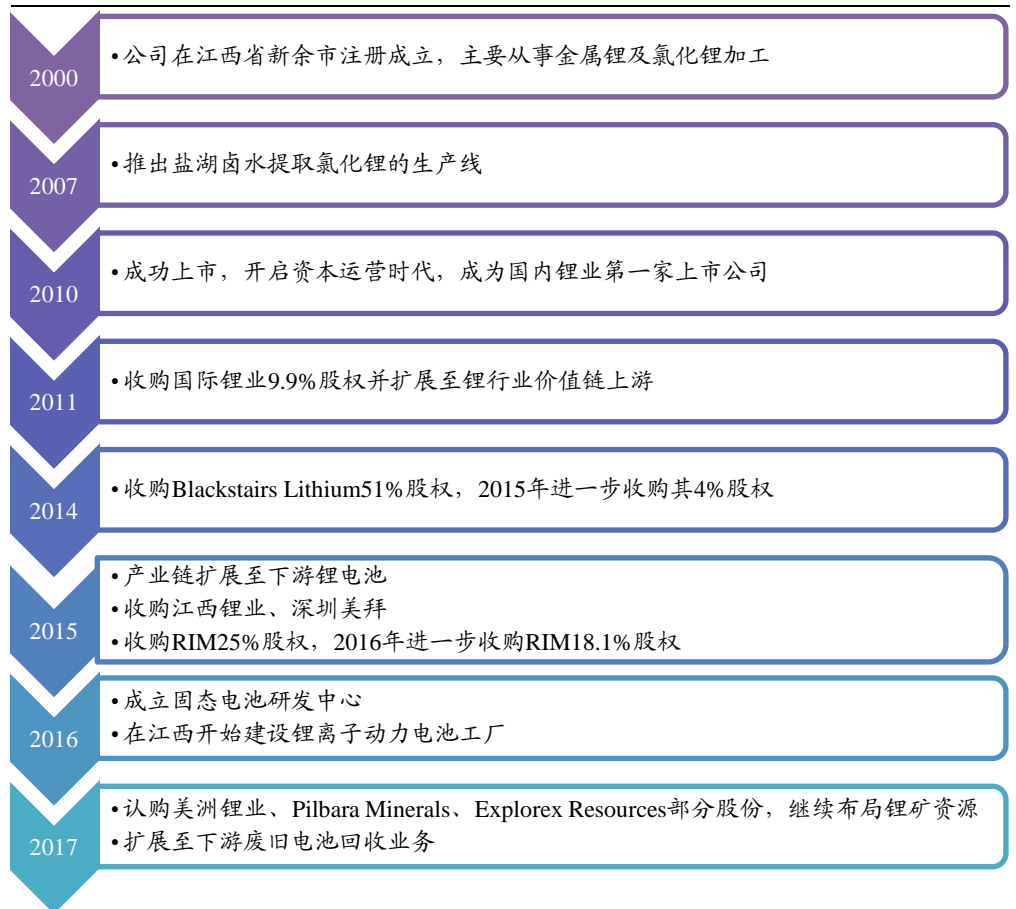 2000
•公司在江西省新余市注册成立，主要从事金属锂及氯化锂加工
2007
•推出盐湖卤水提取氯化锂的生产线
2010
•成功上市，开启资本运营时代，成为国内锂业第一家上市公司
2011
•收购国际锂业9.9%股权并扩展至锂行业价值链上游
2014
•收购Blackstairs Lithium51%股权，2015年进一步收购其4%股权
2015
•产业链扩展至下游锂电池
•收购江西锂业、深圳美拜
•收购RIM25%股权，2016年进一步收购RIM18.1%股权
2016
•成立固态电池研发中心
•在江西开始建设锂离子动力电池工厂
2017
•认购美洲锂业、Pilbara Minerals、Explorex Resources部分股份，继续布局锂矿资源
•扩展至下游废旧电池回收业务